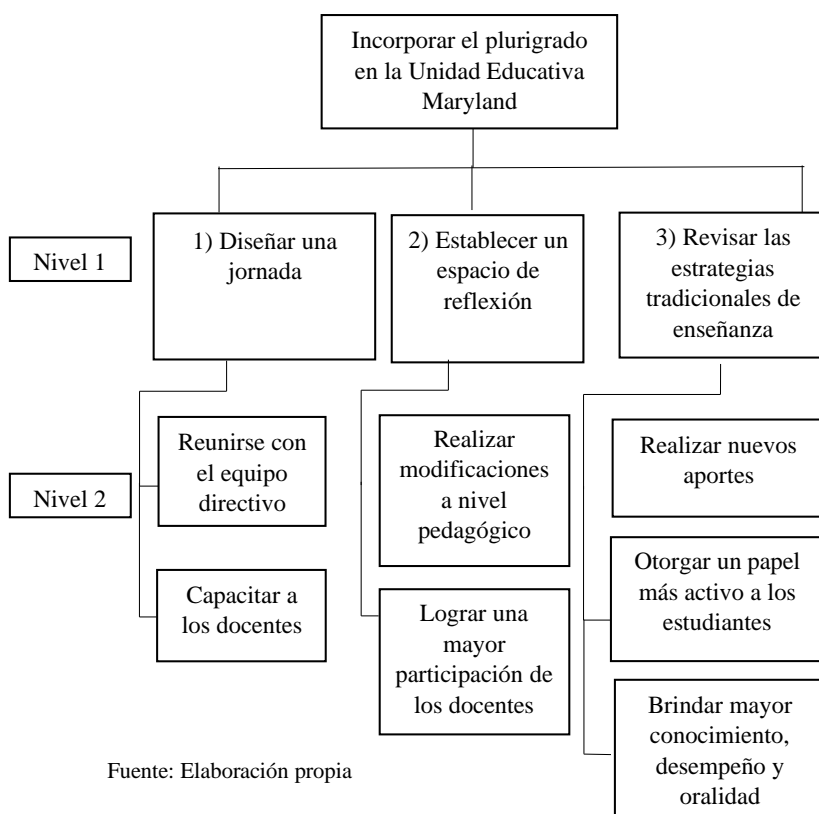 Incorporar el plurigrado
en la Unidad Educativa
Maryland
Nivel 1
1) Diseñar una
jornada
2) Establecer un
espacio de
reflexión
3) Revisar las
estrategias
tradicionales de
enseñanza
Nivel 2
Reunirse con
el equipo
directivo
Capacitar a
los docentes
Realizar
modificaciones
a nivel
pedagógico
Lograr una
mayor
participación de
los docentes
Realizar nuevos
aportes
Otorgar un papel
más activo a los
estudiantes
Brindar mayor
conocimiento,
desempeño y
oralidad
Fuente: Elaboración propia